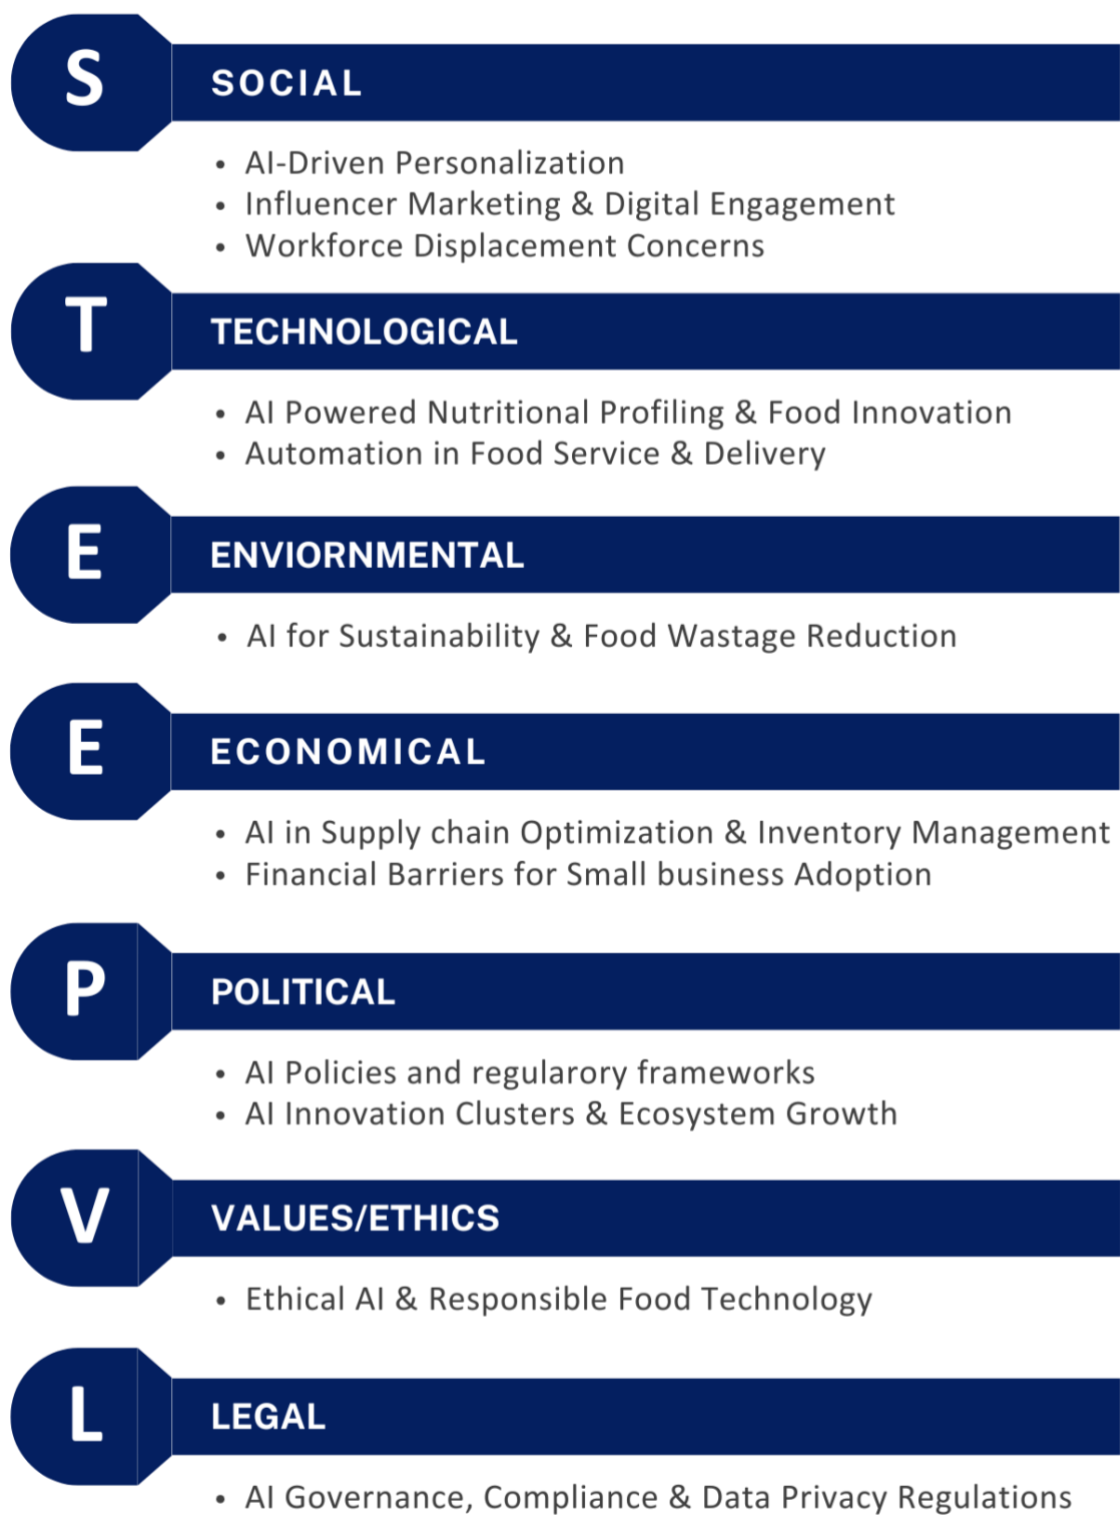 S
SOCIAL
• AI-Driven Personalization
• Influencer Marketing & Digital Engagement
• Workforce Displacement Concerns
T
TECHNOLOGICAL
• AI Powered Nutritional Profiling & Food Innovation
• Automation in Food Service & Delivery
E
ENVIORNMENTAL
• AI for Sustainability & Food Wastage Reduction
E
ECONOMICAL
• AI in Supply chain Optimization & Inventory Management
• Financial Barriers for Small business Adoption
P
POLITICAL
• AI Policies and regularory frameworks
• AI Innovation Clusters & Ecosystem Growth
V
VALUES/ETHICS
• Ethical AI & Responsible Food Technology
L
LEGAL
• AI Governance, Compliance & Data Privacy Regulations